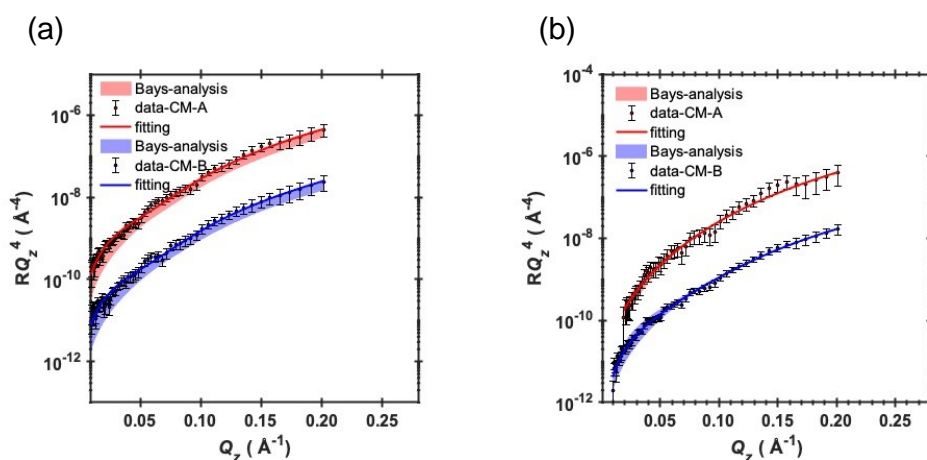 (a)
(b)
10⁻⁵
Bays-analysis
data-CM-A
fitting
Bays-analysis
data-CM-B
fitting
10⁻⁶
10⁻⁸
10⁻¹⁰
10⁻¹²
RQz⁴ (Å⁻⁴)
0.05 0.10 0.15 0.20 0.25
Qz ( Å⁻¹)
10⁻⁴
Bays-analysis
data-CM-A
fitting
Bays-analysis
data-CM-B
fitting
10⁻⁶
10⁻⁸
10⁻¹⁰
10⁻¹²
RQz⁴ (Å⁻⁴)
0.05 0.10 0.15 0.20 0.25
Qz ( Å⁻¹)